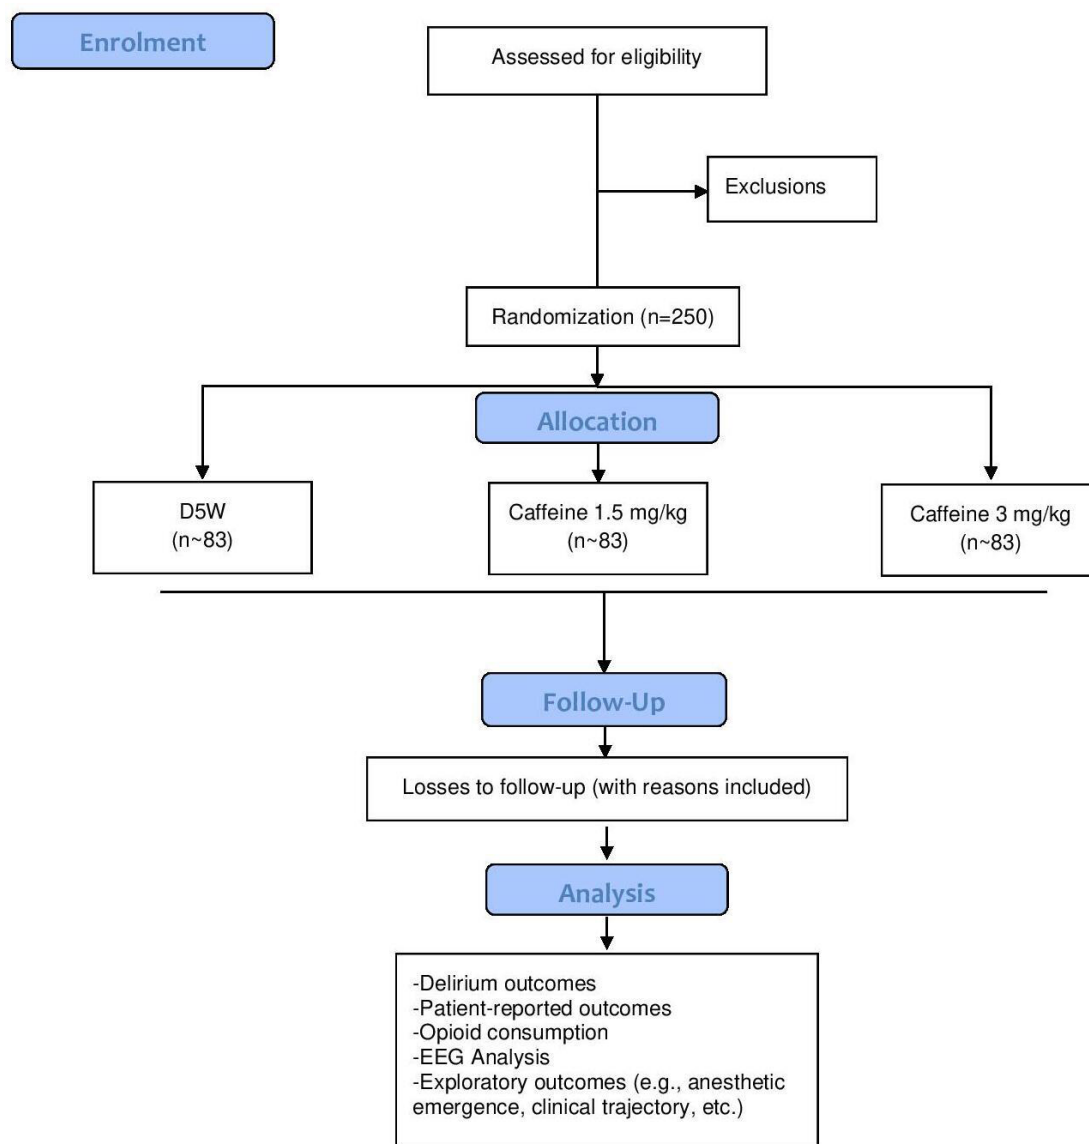 Enrolment
Assessed for eligibility
Exclusions
Randomization (n=250)
Allocation
D5W
(n~83)
Caffeine 1.5 mg/kg
(n~83)
Caffeine 3 mg/kg
(n~83)
Follow-Up
Losses to follow-up (with reasons included)
Analysis
-Delirium outcomes
-Patient-reported outcomes
-Opioid consumption
-EEG Analysis
-Exploratory outcomes (e.g., anesthetic
emergence, clinical trajectory, etc.)